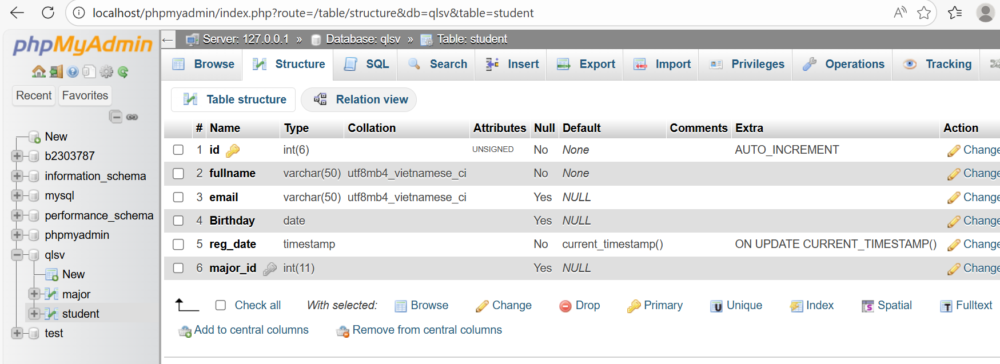 localhost/phpmyadmin/index.php?route=/table/structure&db=qlsv&table=student
phpMyAdmin
Recent Favorites
New
b2303787
information_schema
mysql
performance_schema
phpmyadmin
qlsv
New
major
student
test
Server: 127.0.0.1 » Database: qlsv » Table: student
Browse Structure SQL Search Insert Export Import Privileges Operations Tracking
Table structure Relation view
# Name Type Collation Attributes Null Default Comments Extra Action
1 id int(6) UNSIGNED No None AUTO_INCREMENT Change
2 fullname varchar(50) utf8mb4_vietnamese_ci No None Change
3 email varchar(50) utf8mb4_vietnamese_ci Yes NULL Change
4 Birthday date Yes NULL Change
5 reg_date timestamp No current_timestamp() ON UPDATE CURRENT_TIMESTAMP() Change
6 major_id int(11) Yes NULL Change
Check all With selected: Browse Change Drop Primary Unique Index Spatial Fulltext
Add to central columns Remove from central columns